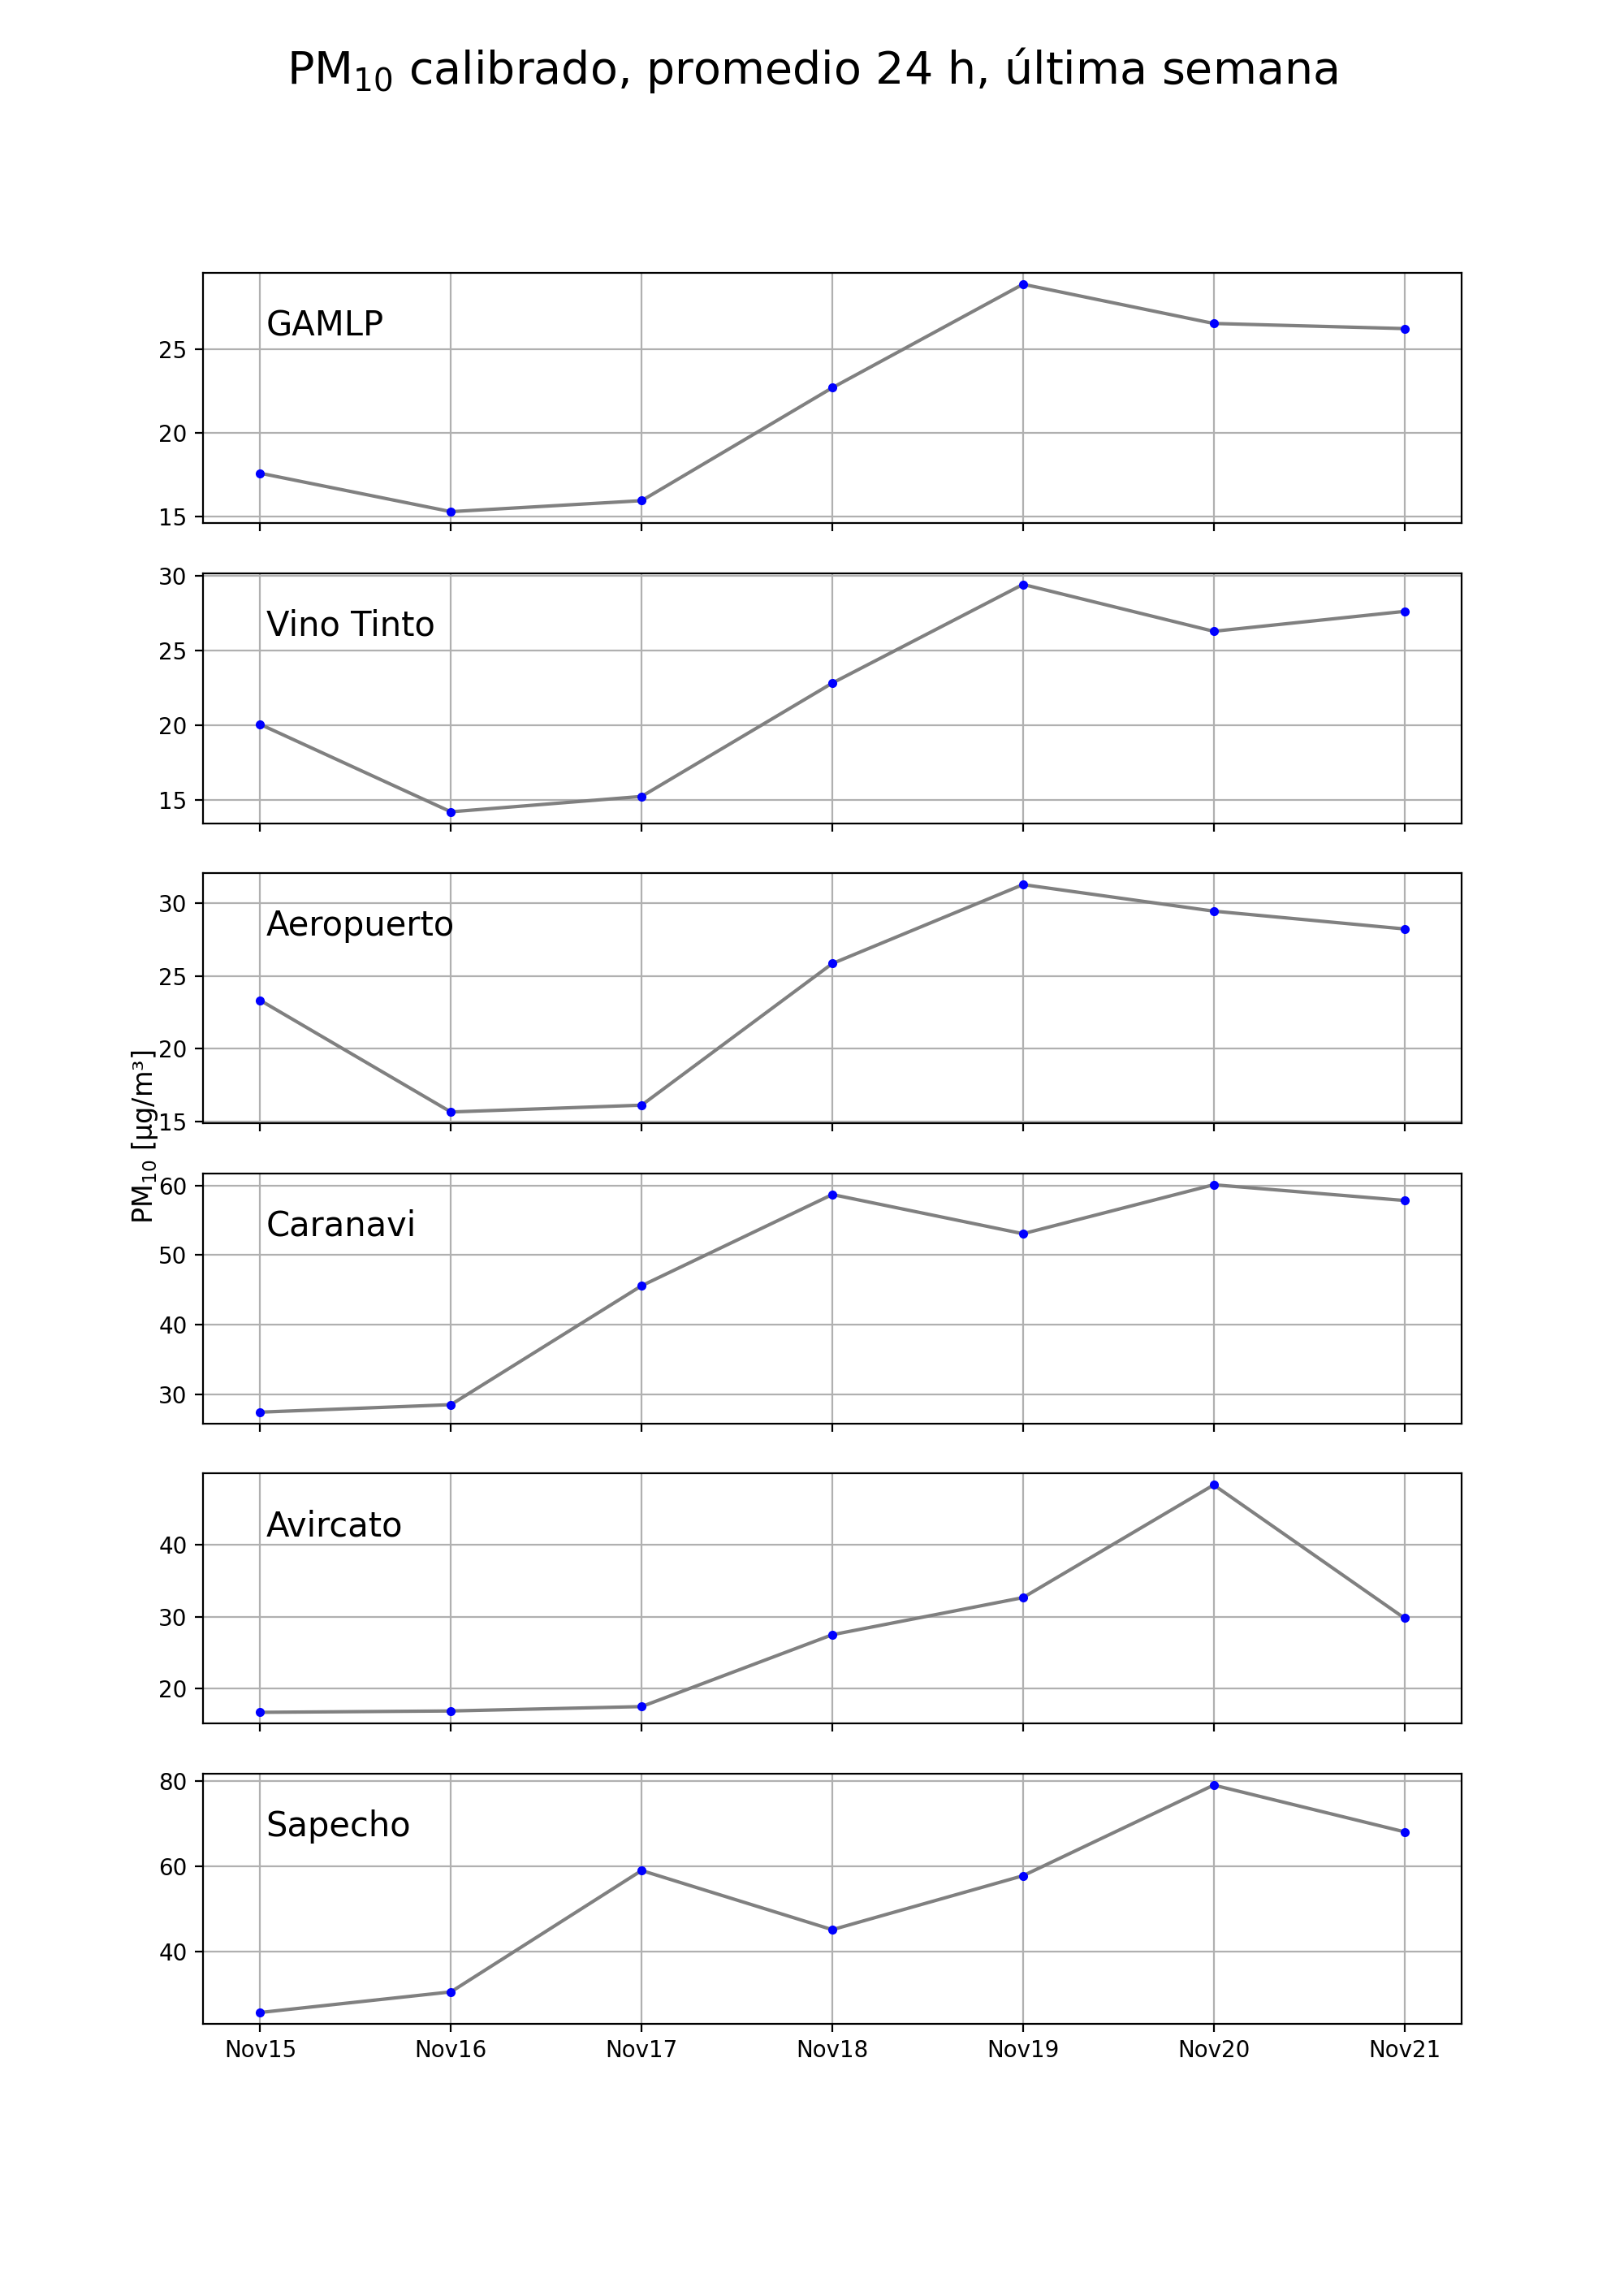 PM₁₀ calibrado, promedio 24 h, última semana
GAMLP
25
20
15
Vino Tinto
30
25
20
15
Aeropuerto
30
25
20
15
PM₁₀ [µg/m³]
Caranavi
60
50
40
30
Avircato
40
30
20
Sapecho
80
60
40
Nov15 Nov16 Nov17 Nov18 Nov19 Nov20 Nov21